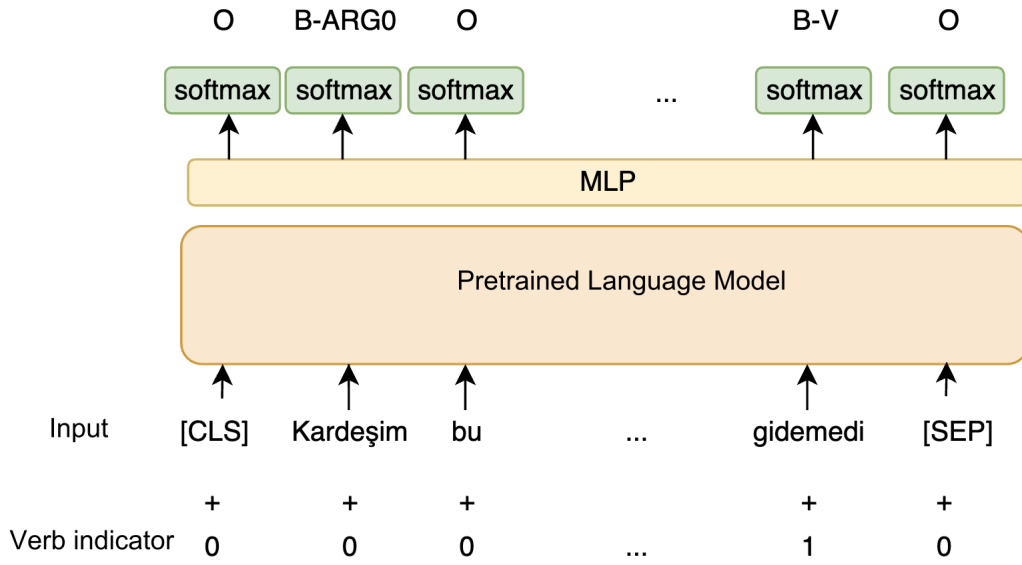 O B-ARG0 O B-V O
softmax softmax softmax ... softmax softmax
MLP
Pretrained Language Model
Input [CLS] Kardeşim bu ... gidemedi [SEP]
+ + + + +
Verb indicator 0 0 0 ... 1 0